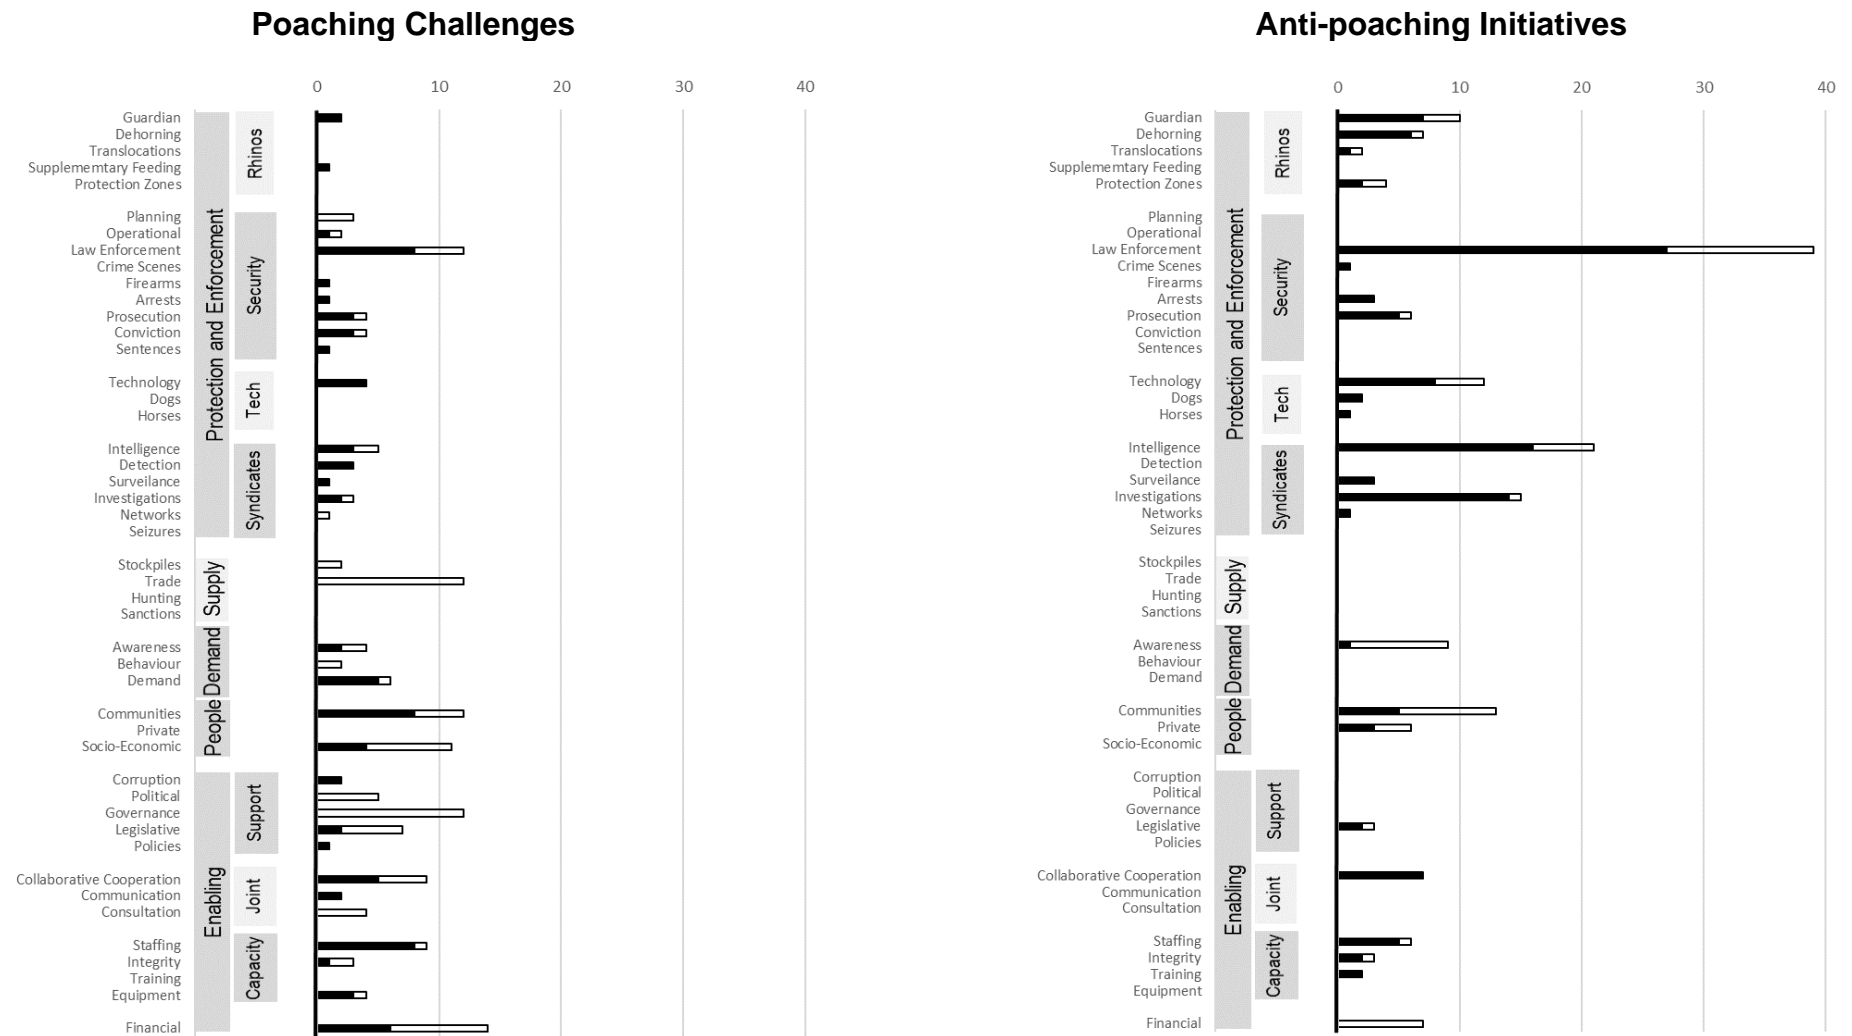 Poaching Challenges
0 10 20 30 40
Guardian
Dehorning
Translocations
Supplememtary Feeding
Protection Zones
Planning
Operational
Law Enforcement
Crime Scenes
Firearms
Arrests
Prosecution
Conviction
Sentences
Technology
Dogs
Horses
Intelligence
Detection
Surveilance
Investigations
Networks
Seizures
Stockpiles
Trade
Hunting
Sanctions
Awareness
Behaviour
Demand
Communities
Private
Socio-Economic
Corruption
Political
Governance
Legislative
Policies
Collaborative Cooperation
Communication
Consultation
Staffing
Integrity
Training
Equipment
Financial
Protection and Enforcement
Supply
Demand
People
Enabling
Rhinos
Security
Tech
Syndicates
Support
Joint
Capacity
Anti-poaching Initiatives
0 10 20 30 40
Guardian
Dehorning
Translocations
Supplememtary Feeding
Protection Zones
Planning
Operational
Law Enforcement
Crime Scenes
Firearms
Arrests
Prosecution
Conviction
Sentences
Technology
Dogs
Horses
Intelligence
Detection
Surveilance
Investigations
Networks
Seizures
Stockpiles
Trade
Hunting
Sanctions
Awareness
Behaviour
Demand
Communities
Private
Socio-Economic
Corruption
Political
Governance
Legislative
Policies
Collaborative Cooperation
Communication
Consultation
Staffing
Integrity
Training
Equipment
Financial
Protection and Enforcement
Supply
Demand
People
Enabling
Rhinos
Security
Tech
Syndicates
Support
Joint
Capacity